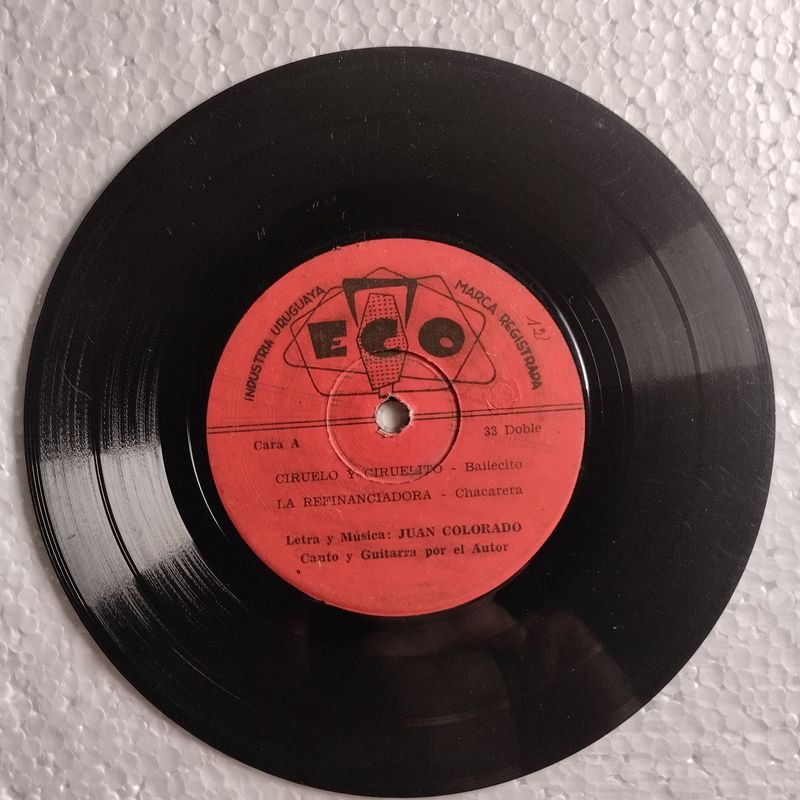 INDUSTRIA URUGUAYA
ECO
MARCA REGISTRADA
12
Cara A
33 Doble
CIRUELO Y CIRUELITO - Bailecito
LA REFINANCIADORA - Chacarera
Letra y Música: JUAN COLORADO
Canto y Guitarra por el Autor